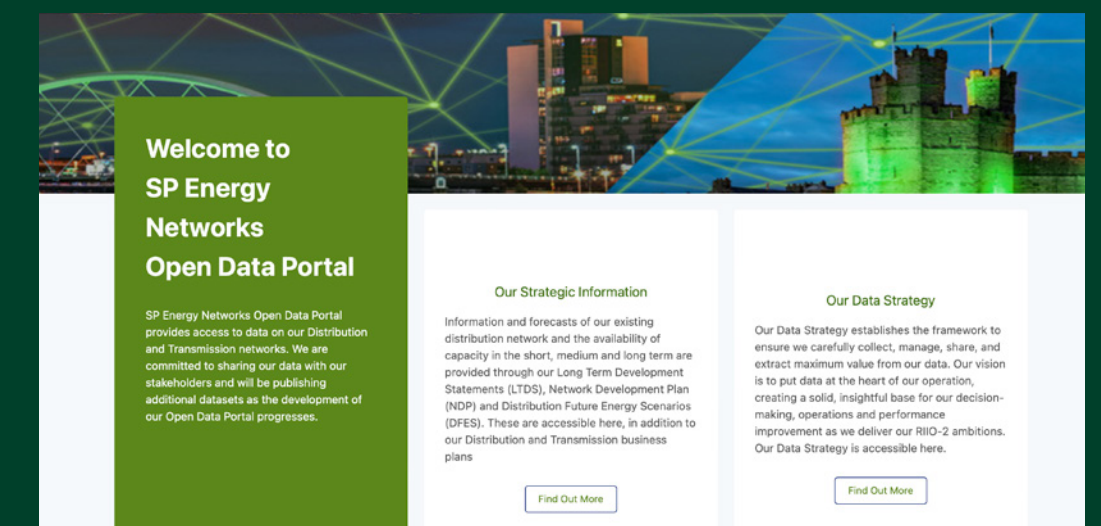 Welcome to
SP Energy
Networks
Open Data Portal
SP Energy Networks Open Data Portal
provides access to data on our Distribution
and Transmission networks. We are
committed to sharing our data with our
stakeholders and will be publishing
additional datasets as the development of
our Open Data Portal progresses.
Our Strategic Information
Information and forecasts of our existing
distribution network and the availability of
capacity in the short, medium and long term are
provided through our Long Term Development
Statements (LTDS), Network Development Plan
(NDP) and Distribution Future Energy Scenarios
(DFES). These are accessible here, in addition to
our Distribution and Transmission business
plans
Find Out More
Our Data Strategy
Our Data Strategy establishes the framework to
ensure we carefully collect, manage, share, and
extract maximum value from our data. Our vision
is to put data at the heart of our operation,
creating a solid, insightful base for our decision-
making, operations and performance
improvement as we deliver our RIIO-2 ambitions.
Our Data Strategy is accessible here.
Find Out More